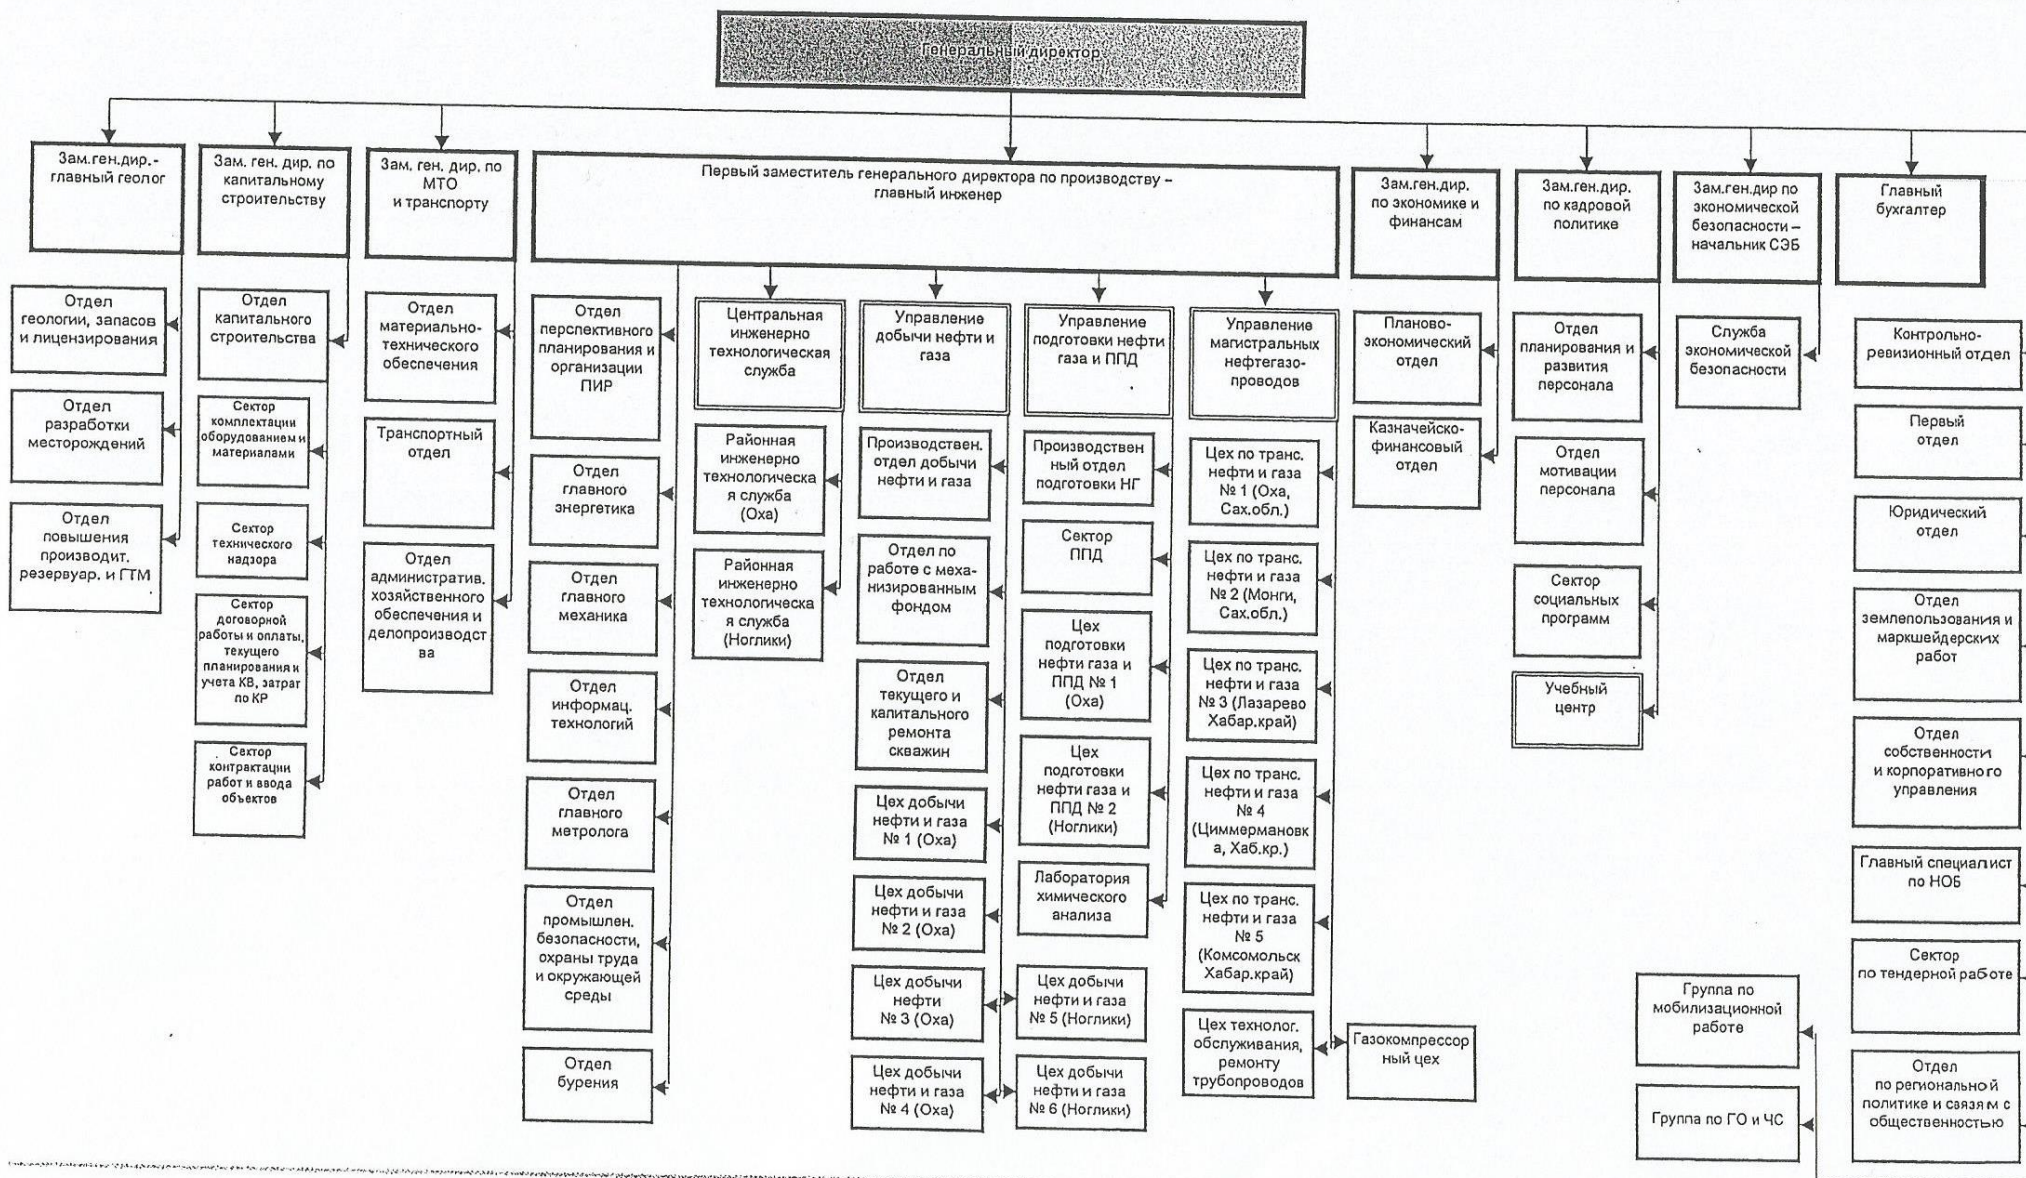 Генеральный директор
Зам.ген.дир.-
главный геолог
Зам. ген. дир. по
капитальному
строительству
Зам. ген. дир. по
МТО
и транспорту
Первый заместитель генерального директора по производству –
главный инженер
Зам.ген.дир.
по экономике и
финансам
Зам.ген.дир.
по кадровой
политике
Зам.ген.дир по
экономической
безопасности –
начальник СЭБ
Главный
бухгалтер
Отдел
геологии, запасов
и лицензирования
Отдел
разработки
месторождений
Отдел
повышения
производит.
резервуар. и ГТМ
Отдел
капитального
строительства
Сектор
комплектации
оборудованием и
материалами
Сектор
технического
надзора
Сектор
договорной
работы и оплаты,
текущего
планирования и
учета КВ, затрат
по КР
Сектор
контрактации
работ и ввода
объектов
Отдел
материально-
технического
обеспечения
Транспортный
отдел
Отдел
административ.
хозяйственного
обеспечения и
делопроизводст
ва
Отдел
перспективного
планирования и
организации
ПИР
Отдел
главного
энергетика
Отдел
главного
механика
Отдел
информац.
технологий
Отдел
главного
метролога
Отдел
промышлен.
безопасности,
охраны труда
и окружающей
среды
Отдел
бурения
Центральная
инженерно
технологическая
служба
Районная
инженерно
технологическа
я служба
(Оха)
Районная
инженерно
технологическа
я служба
(Ноглики)
Управление
добычи нефти и
газа
Производствен.
отдел добычи
нефти и газа
Отдел по
работе с меха-
низированным
фондом
Отдел
текущего и
капитального
ремонта
скважин
Цех добычи
нефти и газа
№ 1 (Оха)
Цех добычи
нефти и газа
№ 2 (Оха)
Цех добычи
нефти
№ 3 (Оха)
Цех добычи
нефти и газа
№ 4 (Оха)
Управление
подготовки нефти
газа и ППД
Производствен
ный отдел
подготовки НГ
Сектор
ППД
Цех
подготовки
нефти газа и
ППД № 1
(Оха)
Цех
подготовки
нефти газа и
ППД № 2
(Ноглики)
Лаборатория
химического
анализа
Цех добычи
нефти и газа
№ 5 (Ноглики)
Цех добычи
нефти и газа
№ 6 (Ноглики)
Управление
магистральных
нефтегазо-
проводов
Цех по транс.
нефти и газа
№ 1 (Оха,
Сах.обл.)
Цех по транс.
нефти и газа
№ 2 (Монги,
Сах.обл.)
Цех по транс.
нефти и газа
№ 3 (Лазарево
Хабар.край)
Цех по транс.
нефти и газа
№ 4
(Циммермановк
а, Хаб.кр.)
Цех по транс.
нефти и газа
№ 5
(Комсомольск
Хабар.край)
Цех технолог.
обслуживания,
ремонту
трубопроводов
Газокомпрессор
ный цех
Планово-
экономический
отдел
Казначейско-
финансовый
отдел
Отдел
планирования и
развития
персонала
Отдел
мотивации
персонала
Сектор
социальных
программ
Учебный
центр
Служба
экономической
безопасности
Контрольно-
ревизионный отдел
Первый
отдел
Юридический
отдел
Отдел
землепользования и
маркшейдерских
работ
Отдел
собственности
и корпоративного
управления
Главный специалист
по НОБ
Сектор
по тендерной работе
Отдел
по региональной
политике и связям с
общественностью
Группа по
мобилизационной
работе
Группа по ГО и ЧС